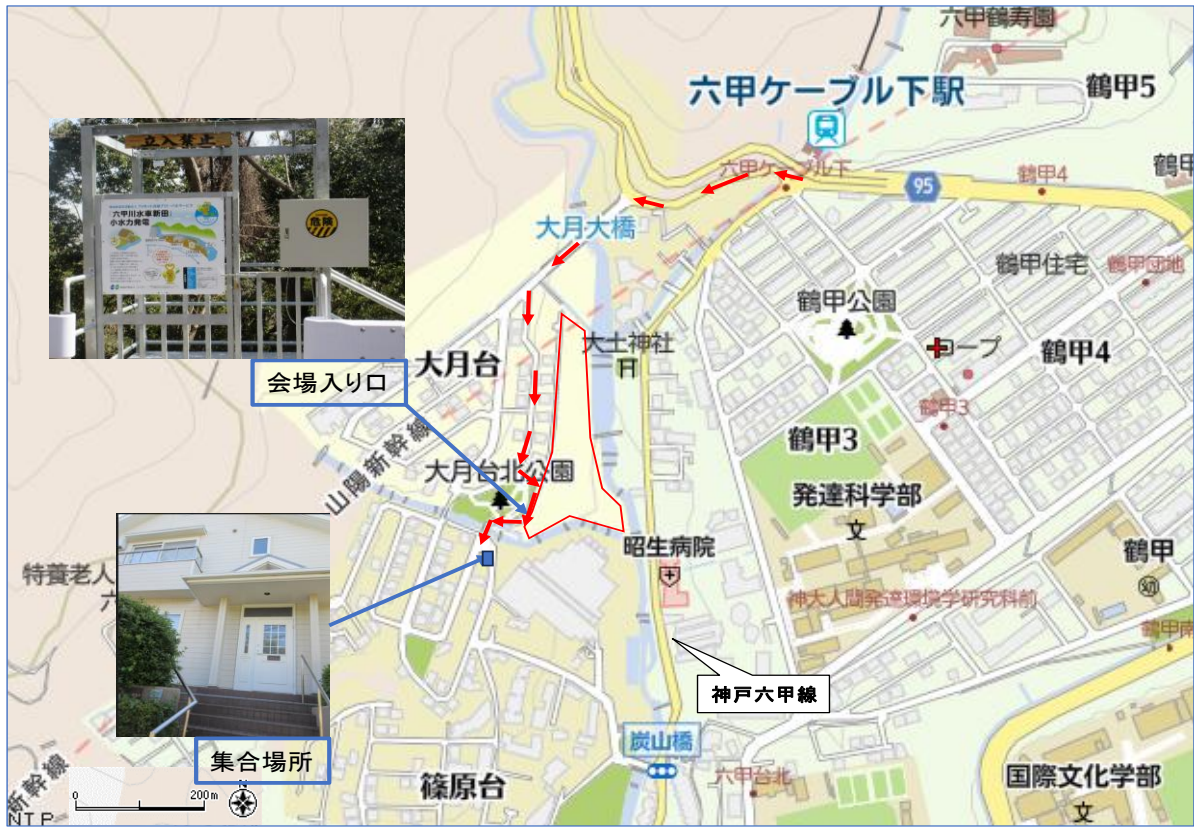 六甲鶴寿園
六甲ケーブル下駅
鶴甲5
六甲ケーブル下
95
鶴甲4
鶴甲
立入禁止
『六甲川水車新田』
小水力発電
危険
大月大橋
鶴甲住宅
鶴甲団地
鶴甲公園
大土神社
コープ
鶴甲4
大月台
会場入り口
鶴甲3
鶴甲3
山陽新幹線
大月台北公園
発達科学部
文
昭生病院
鶴甲
幼
特養老人
六
神大人間発達環境学研究科前
鶴甲南
神戸六甲線
集合場所
炭山橋
六甲台北
国際文化学部
文
篠原台
新幹線
0
200m
N
NTP